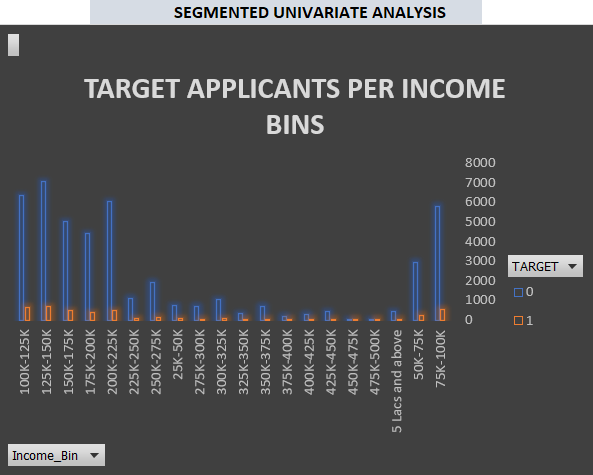 SEGMENTED UNIVARIATE ANALYSIS
TARGET APPLICANTS PER INCOME
BINS
8000
7000
6000
5000
4000
3000
2000
1000
0
TARGET
0
1
100K-125K
125K-150K
150K-175K
175K-200K
200K-225K
225K-250K
250K-275K
25K-50K
275K-300K
300K-325K
325K-350K
350K-375K
375K-400K
400K-425K
425K-450K
450K-475K
475K-500K
5 Lacs and above
50K-75K
75K-100K
Income_Bin